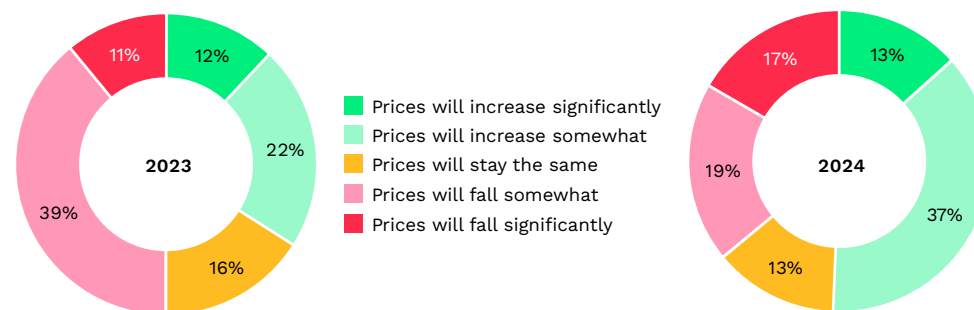 11%
12%
22%
2023
39%
16%
Prices will increase significantly
Prices will increase somewhat
Prices will stay the same
Prices will fall somewhat
Prices will fall significantly
17%
13%
19%
2024
37%
13%